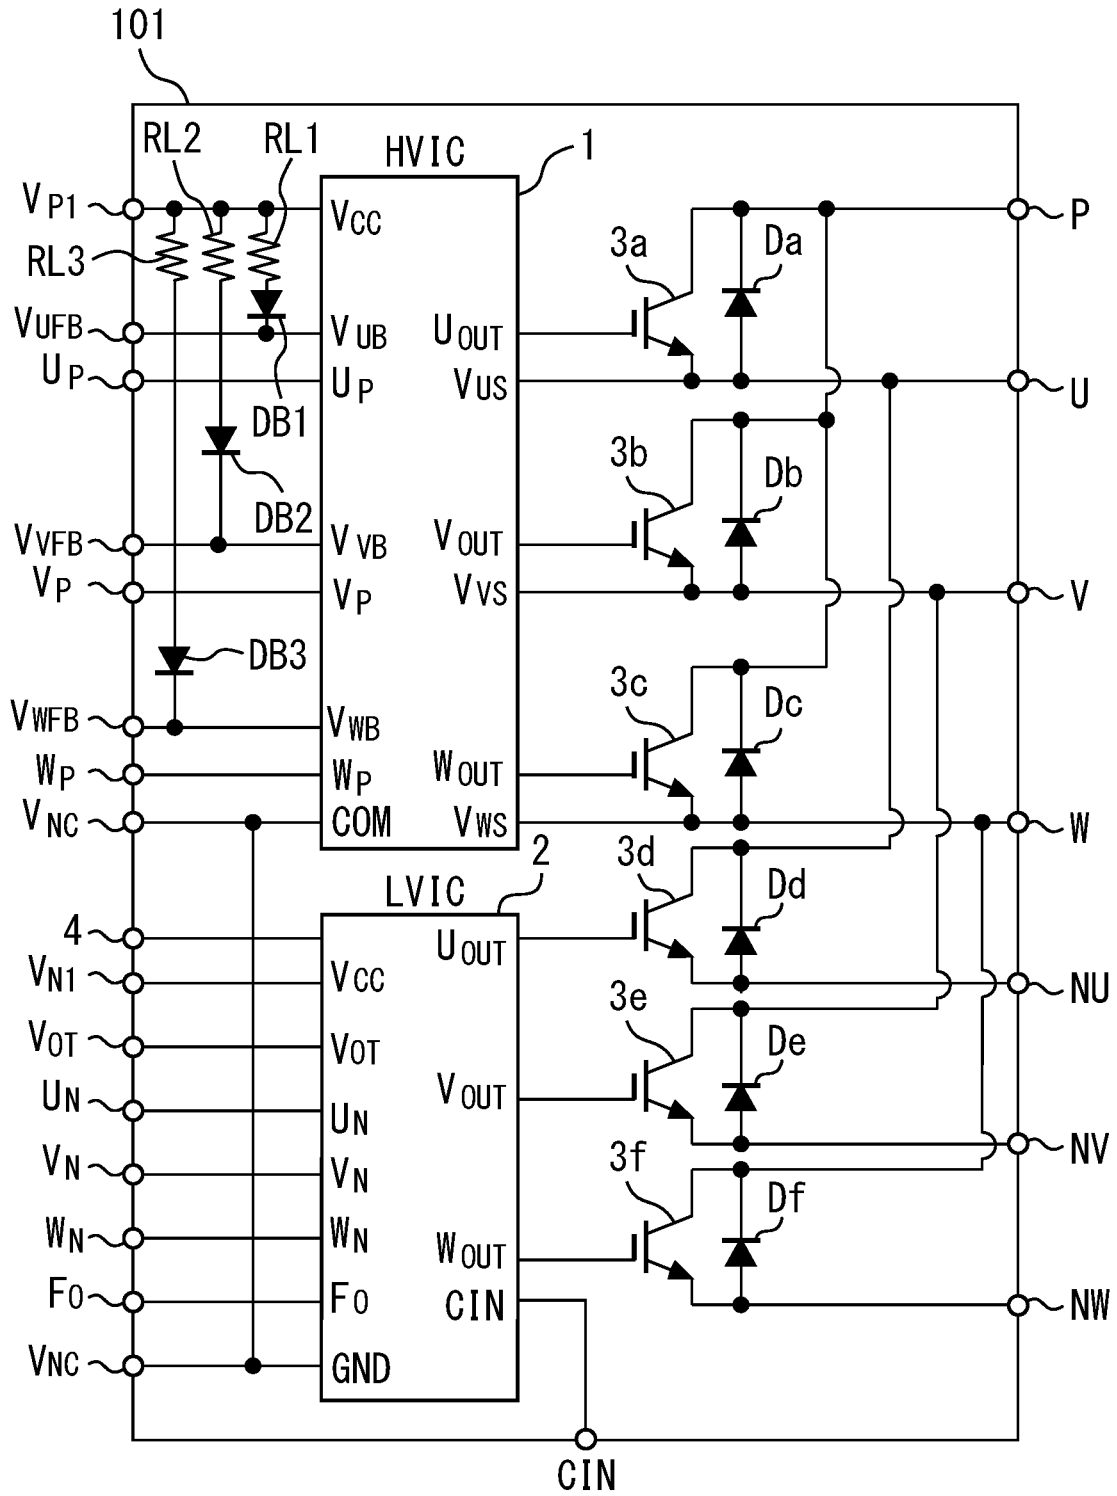 101
RL2
RL1
HVIC
1
VP1
VCC
RL3
P
3a
Da
VUFB
VUB
UOUT
UP
UP
VUS
U
DB1
3b
Db
DB2
VVFB
VVB
VOUT
VP
VP
VVS
V
DB3
3c
Dc
VWFB
VWB
WP
WP
WOUT
VNC
COM
VWS
W
2
3d
LVIC
Dd
4
UOUT
VN1
VCC
NU
3e
VOT
VOT
De
UN
UN
VOUT
NV
VN
VN
3f
Df
WN
WN
WOUT
FO
FO
CIN
NW
VNC
GND
CIN